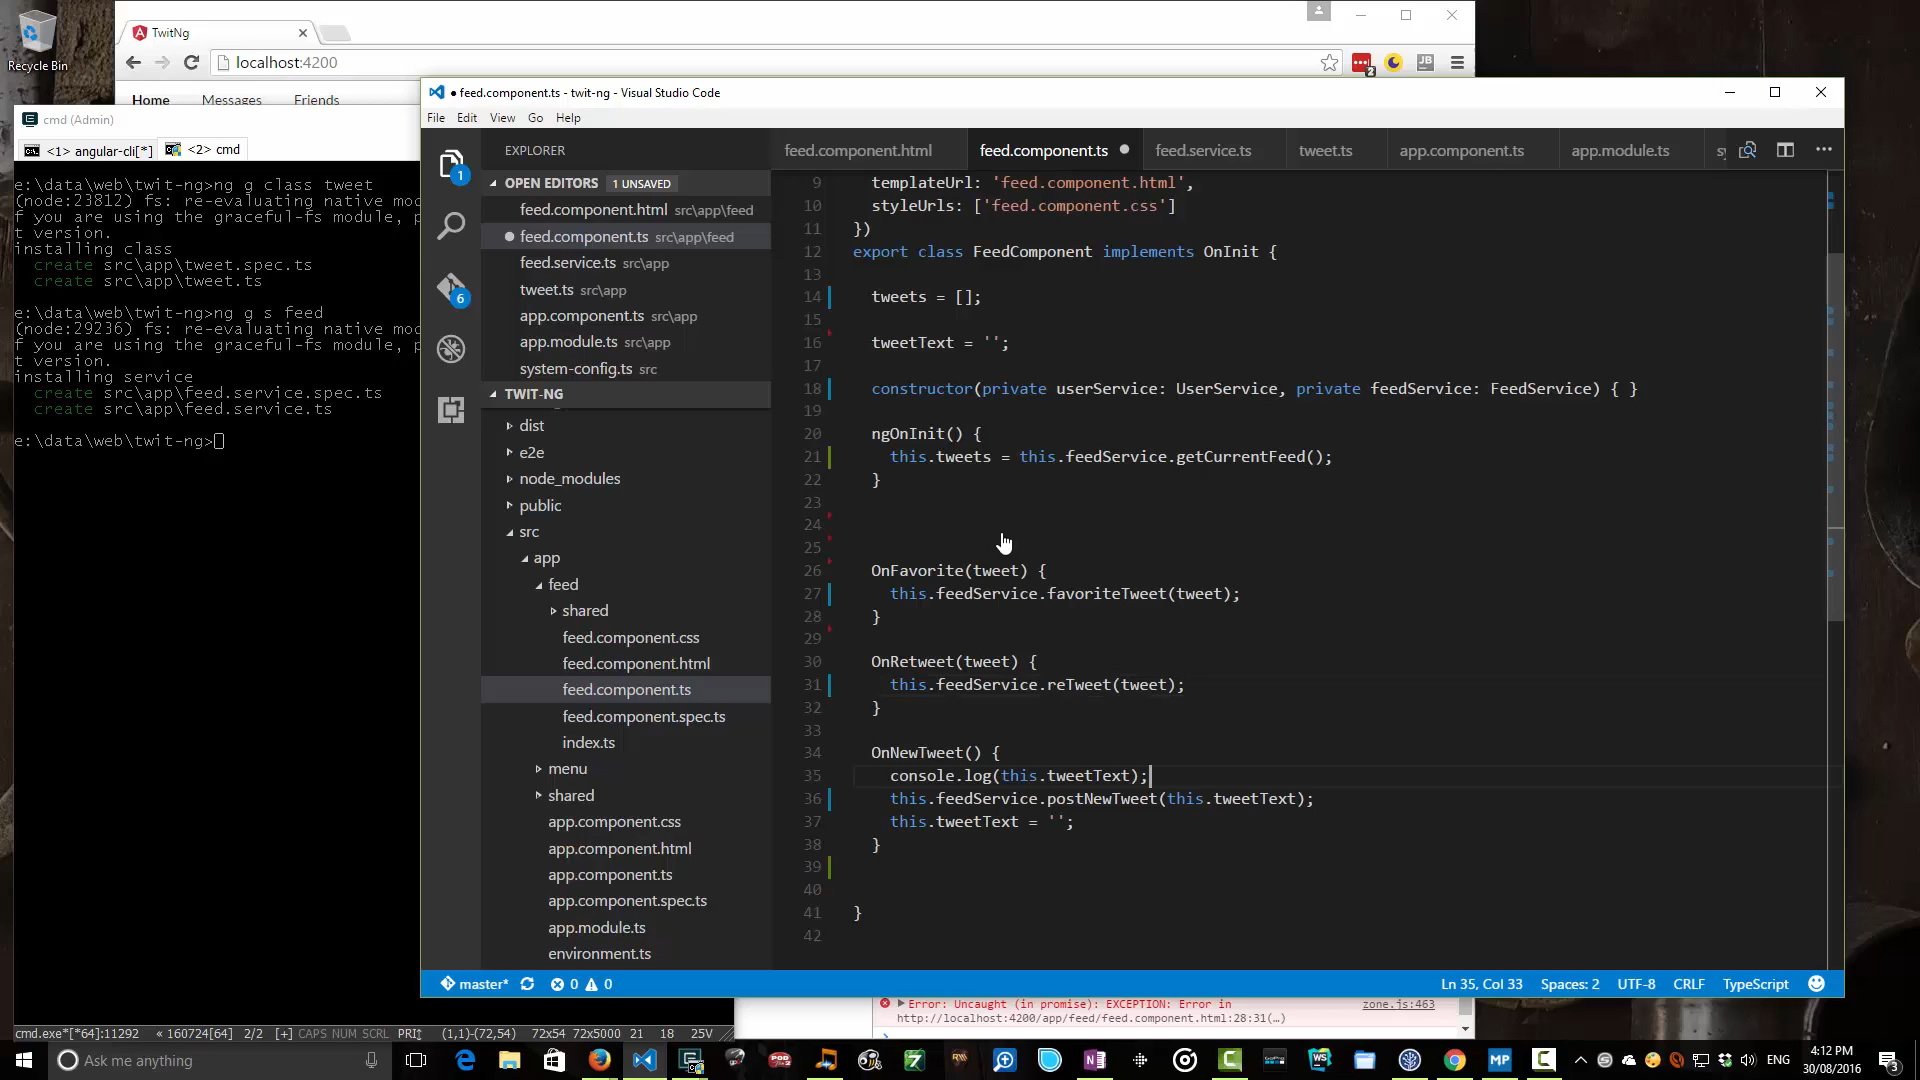 Recycle Bin
TwitNg
localhost:4200
2
JB
Home Messages Friends
cmd (Admin)
<1> angular-cli[*] <2> cmd
e:\data\web\twit-ng>ng g class tweet
(node:23812) fs: re-evaluating native mod
f you are using the graceful-fs module, p
t version.
installing class
create src\app\tweet.spec.ts
create src\app\tweet.ts
e:\data\web\twit-ng>ng g s feed
(node:29236) fs: re-evaluating native mod
f you are using the graceful-fs module, p
t version.
installing service
create src\app\feed.service.spec.ts
create src\app\feed.service.ts
e:\data\web\twit-ng>
cmd.exe*[*64]:11292 « 160724[64] 2/2 [+] CAPS NUM SCRL PRI (1,1)-(72,54) 72x54 72x5000 21 18 25V
● feed.component.ts - twit-ng - Visual Studio Code
File Edit View Go Help
1
6
EXPLORER
OPEN EDITORS 1 UNSAVED
feed.component.html src\app\feed
feed.component.ts src\app\feed
feed.service.ts src\app
tweet.ts src\app
app.component.ts src\app
app.module.ts src\app
system-config.ts src
TWIT-NG
dist
e2e
node_modules
public
src
app
feed
shared
feed.component.css
feed.component.html
feed.component.ts
feed.component.spec.ts
index.ts
menu
shared
app.component.css
app.component.html
app.component.ts
app.component.spec.ts
app.module.ts
environment.ts
feed.component.html feed.component.ts feed.service.ts tweet.ts app.component.ts app.module.ts sy
9 templateUrl: 'feed.component.html',
10 styleUrls: ['feed.component.css']
11 })
12 export class FeedComponent implements OnInit {
13
14 tweets = [];
15
16 tweetText = '';
17
18 constructor(private userService: UserService, private feedService: FeedService) { }
19
20 ngOnInit() {
21 this.tweets = this.feedService.getCurrentFeed();
22 }
23
24
25
26 OnFavorite(tweet) {
27 this.feedService.favoriteTweet(tweet);
28 }
29
30 OnRetweet(tweet) {
31 this.feedService.reTweet(tweet);
32 }
33
34 OnNewTweet() {
35 console.log(this.tweetText);
36 this.feedService.postNewTweet(this.tweetText);
37 this.tweetText = '';
38 }
39
40
41 }
42
master* 0 0 Ln 35, Col 33 Spaces: 2 UTF-8 CRLF TypeScript
Error: Uncaught (in promise): EXCEPTION: Error in zone.js:463
http://localhost:4200/app/feed/feed.component.html:28:31(…)
Ask me anything
ENG
4:12 PM
30/08/2016
3